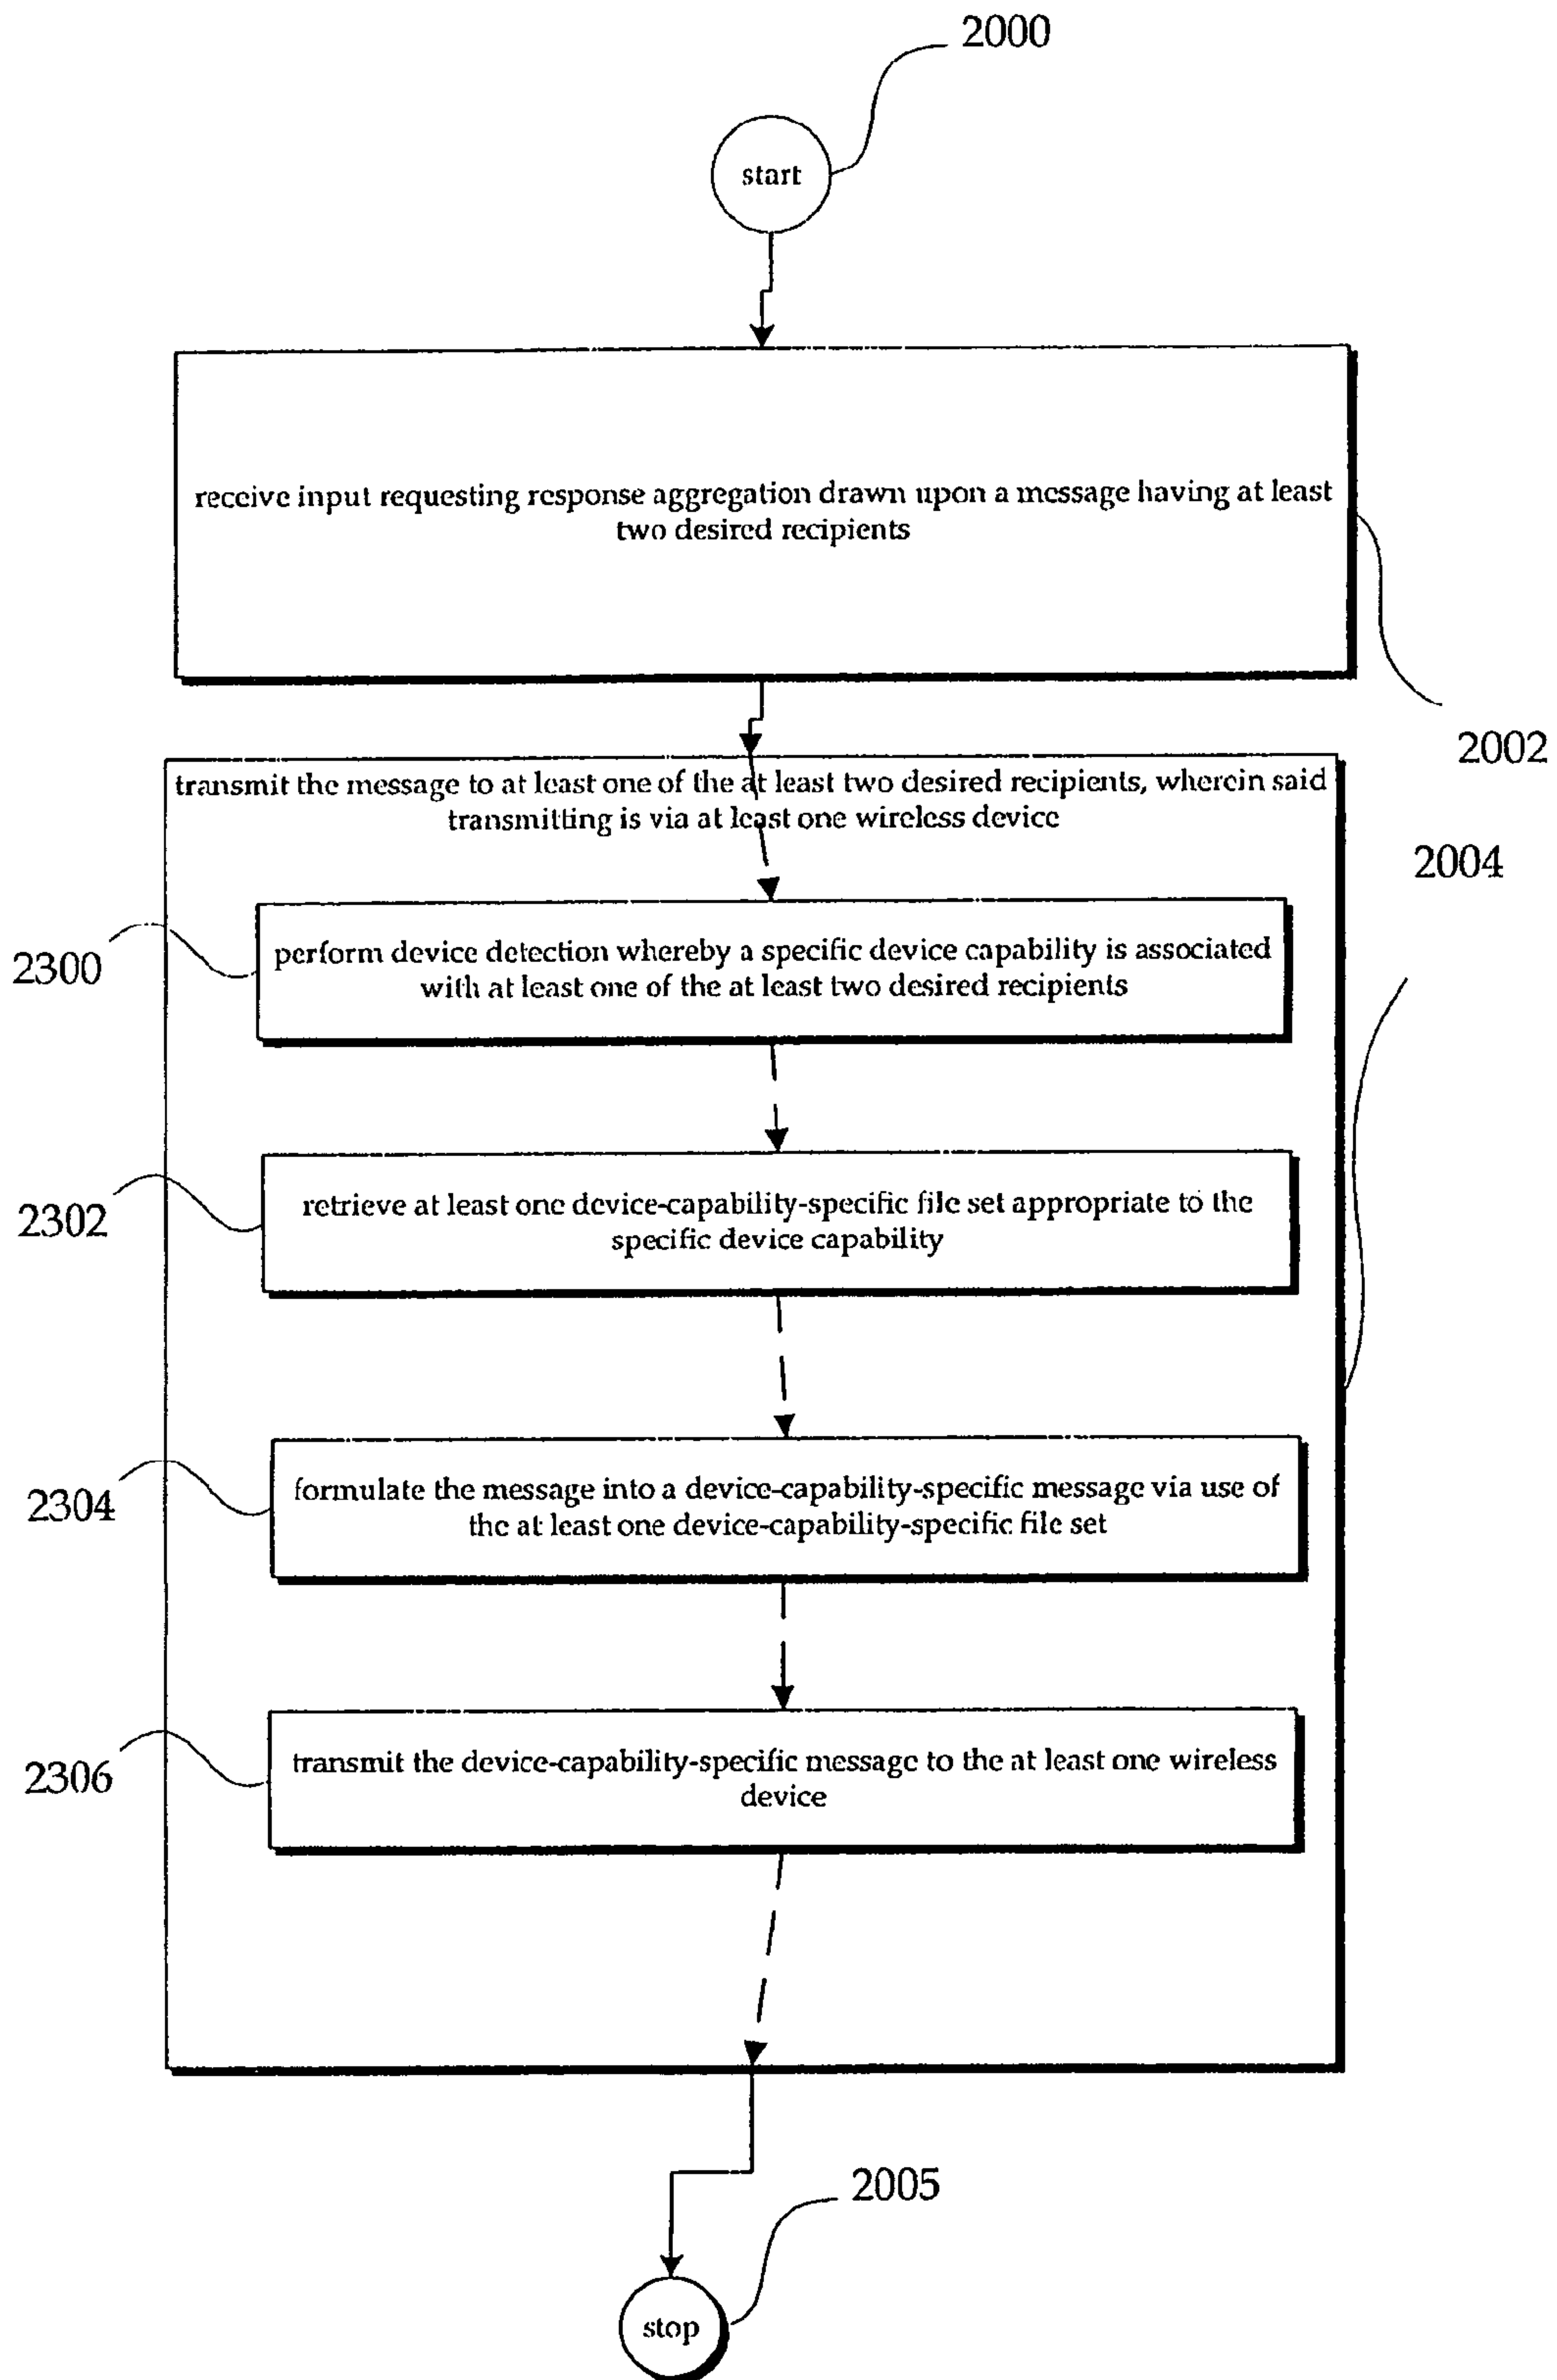 2000
start
receive input requesting response aggregation drawn upon a message having at least
two desired recipients
2002
transmit the message to at least one of the at least two desired recipients, wherein said
transmitting is via at least one wireless device
2004
2300
perform device detection whereby a specific device capability is associated
with at least one of the at least two desired recipients
2302
retrieve at least one device-capability-specific file set appropriate to the
specific device capability
2304
formulate the message into a device-capability-specific message via use of
the at least one device-capability-specific file set
2306
transmit the device-capability-specific message to the at least one wireless
device
2005
stop